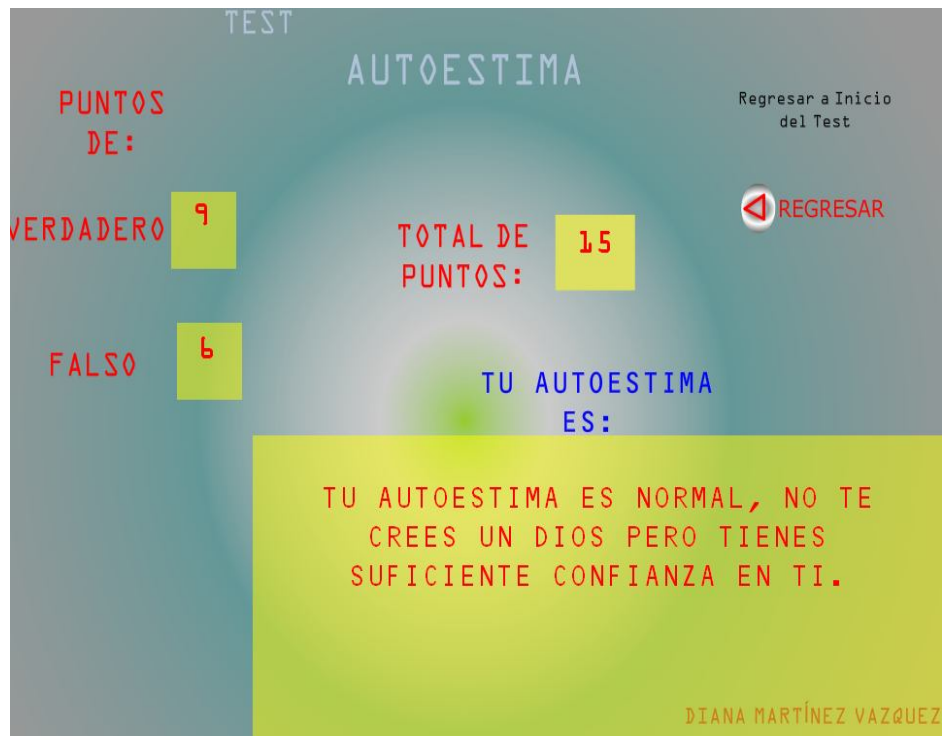 TEST
AUTOESTIMA
PUNTOS
DE:
Regresar a Inicio
del Test
VERDADERO 9
TOTAL DE
PUNTOS: 15
REGRESAR
FALSO 6
TU AUTOESTIMA
ES:
TU AUTOESTIMA ES NORMAL, NO TE
CREES UN DIOS PERO TIENES
SUFICIENTE CONFIANZA EN TI.
DIANA MARTÍNEZ VAZQUEZ